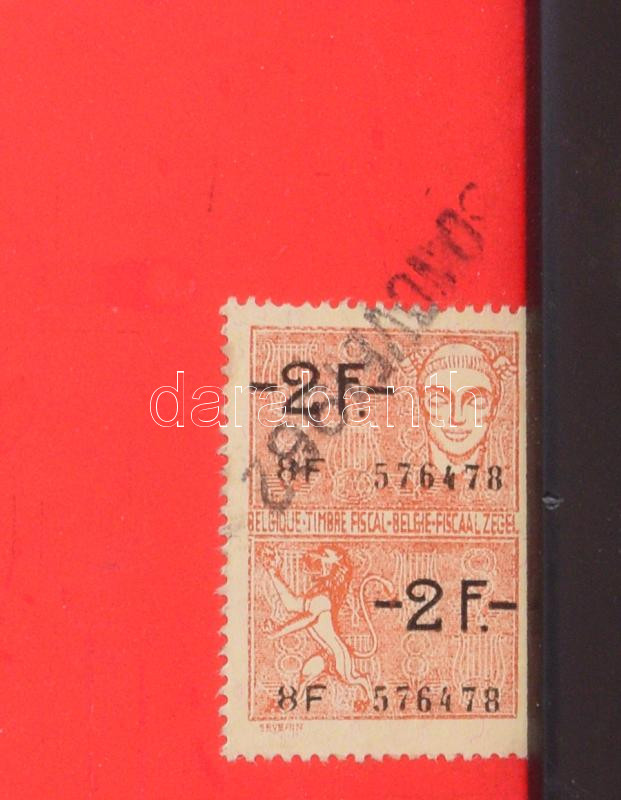 -2F.-
8F 576478
BELGIQUE·TIMBRE FISCAL-BELGIE-FISCAAL ZEGEL
-2F.-
8F 576478
darabanth